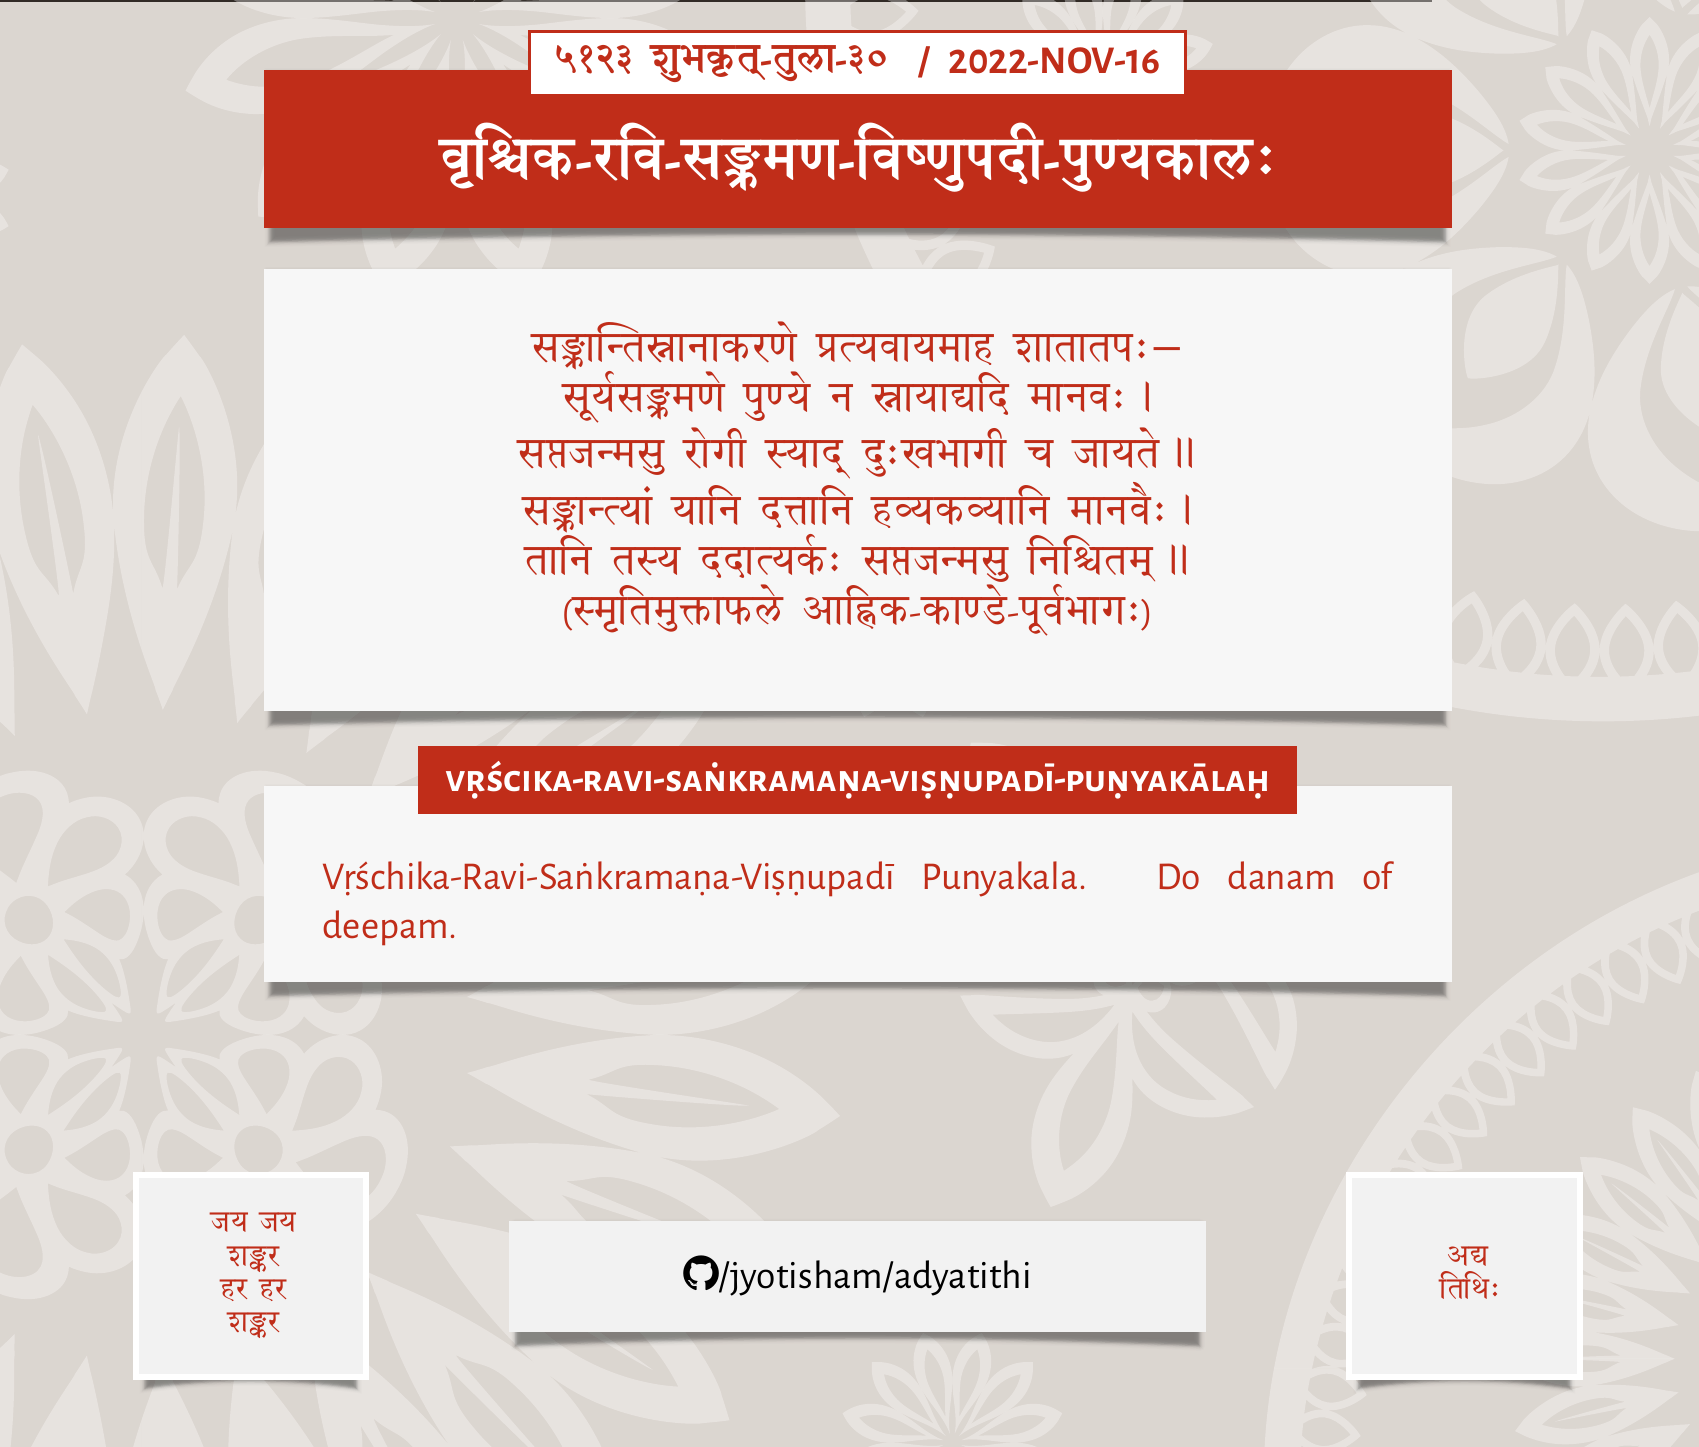 ५१२३ शुभकृत्-तुला-३० / 2022-NOV-16
वृश्चिक-रवि-सङ्क्रमण-विष्णुपदी-पुण्यकालः
सङ्क्रान्तिस्नानाकरणे प्रत्यवायमाह शातातपः—
सूर्यसङ्क्रमणे पुण्ये न स्नायाद्यदि मानवः ।
सप्तजन्मसु रोगी स्याद् दुःखभागी च जायते ॥
सङ्क्रान्त्यां यानि दत्तानि हव्यकव्यानि मानवैः ।
तानि तस्य ददात्यर्कः सप्तजन्मसु निश्चितम् ॥
(स्मृतिमुक्ताफले आह्निक-काण्डे-पूर्वभागः)
VṚŚCIKA-RAVI-SAṄKRAMAṆA-VIṢṆUPADĪ-PUṆYAKĀLAḤ
Vṛśchika-Ravi-Saṅkramaṇa-Viṣṇupadī Punyakala. Do danam of
deepam.
जय जय
शङ्कर
हर हर
शङ्कर
/jyotisham/adyatithi
अद्य
तिथिः